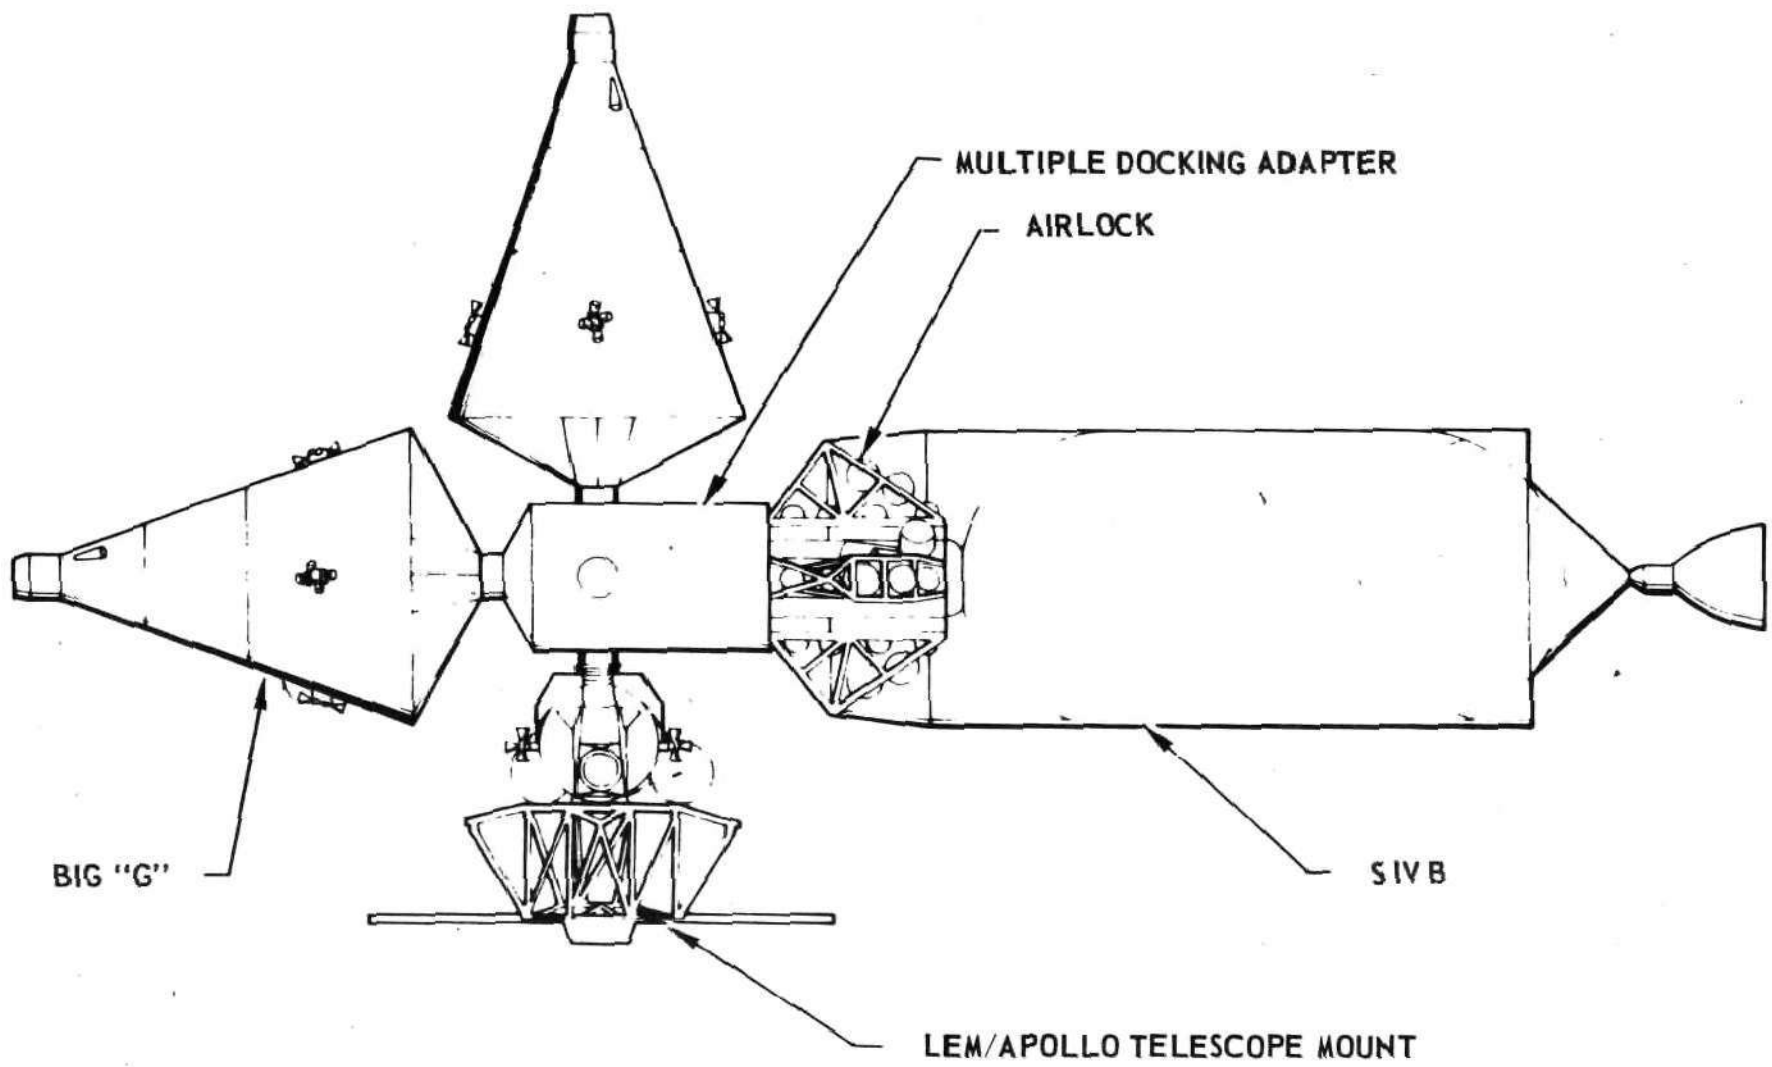 MULTIPLE DOCKING ADAPTER
AIRLOCK
BIG "G"
SIVB
LEM/APOLLO TELESCOPE MOUNT